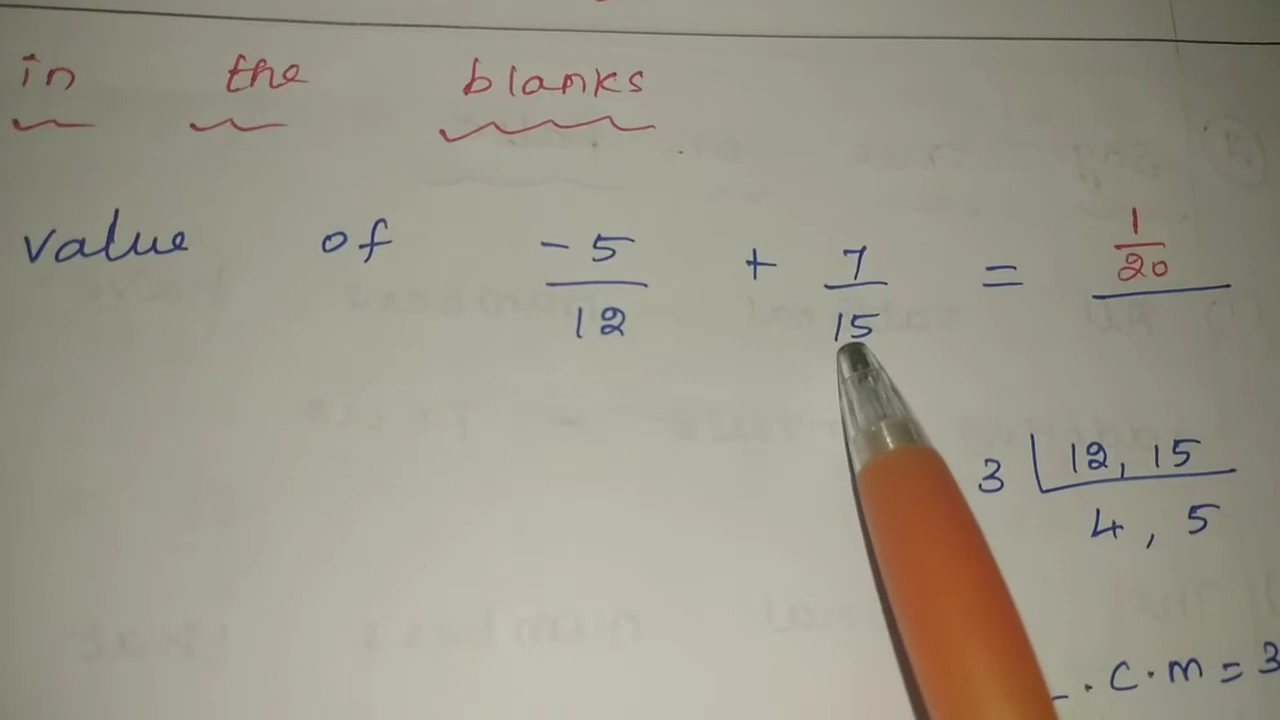 in the blanks
value of -5/12 + 7/15 = 1/20
3 | 12, 15
4, 5
. C . M = 3